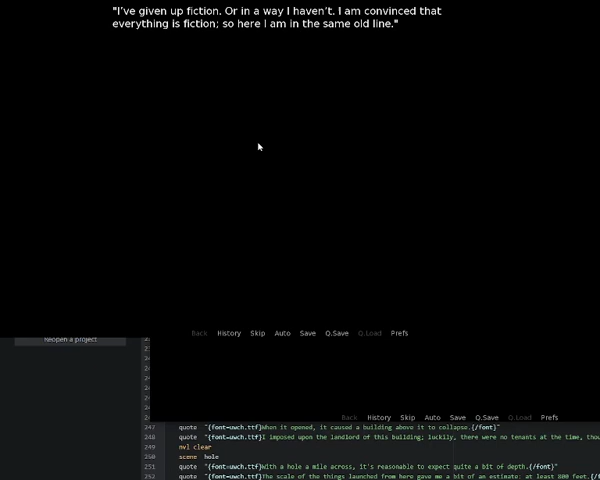 "I've given up fiction. Or in a way I haven't. I am convinced that
everything is fiction; so here I am in the same old line."
Back History Skip Auto Save Q.Save Q.Load Prefs
Reopen a project
Back History Skip Auto Save Q.Save Q.Load Prefs
247 quote "{font=uwch.ttf}When it opened, it caused a building above it to collapse.{/font}"
248 quote "{font=uwch.ttf}I imposed upon the landlord of this building; luckily, there were no tenants at the time, thou
249 nvl clear
250 scene hole
251 quote "{font=uwch.ttf}With a hole a mile across, it's reasonable to expect quite a bit of depth.{/font}"
252 quote "{font=uwch.ttf}The scale of the things launched from here gave me a bit of an estimate: at least 800 feet.{/f